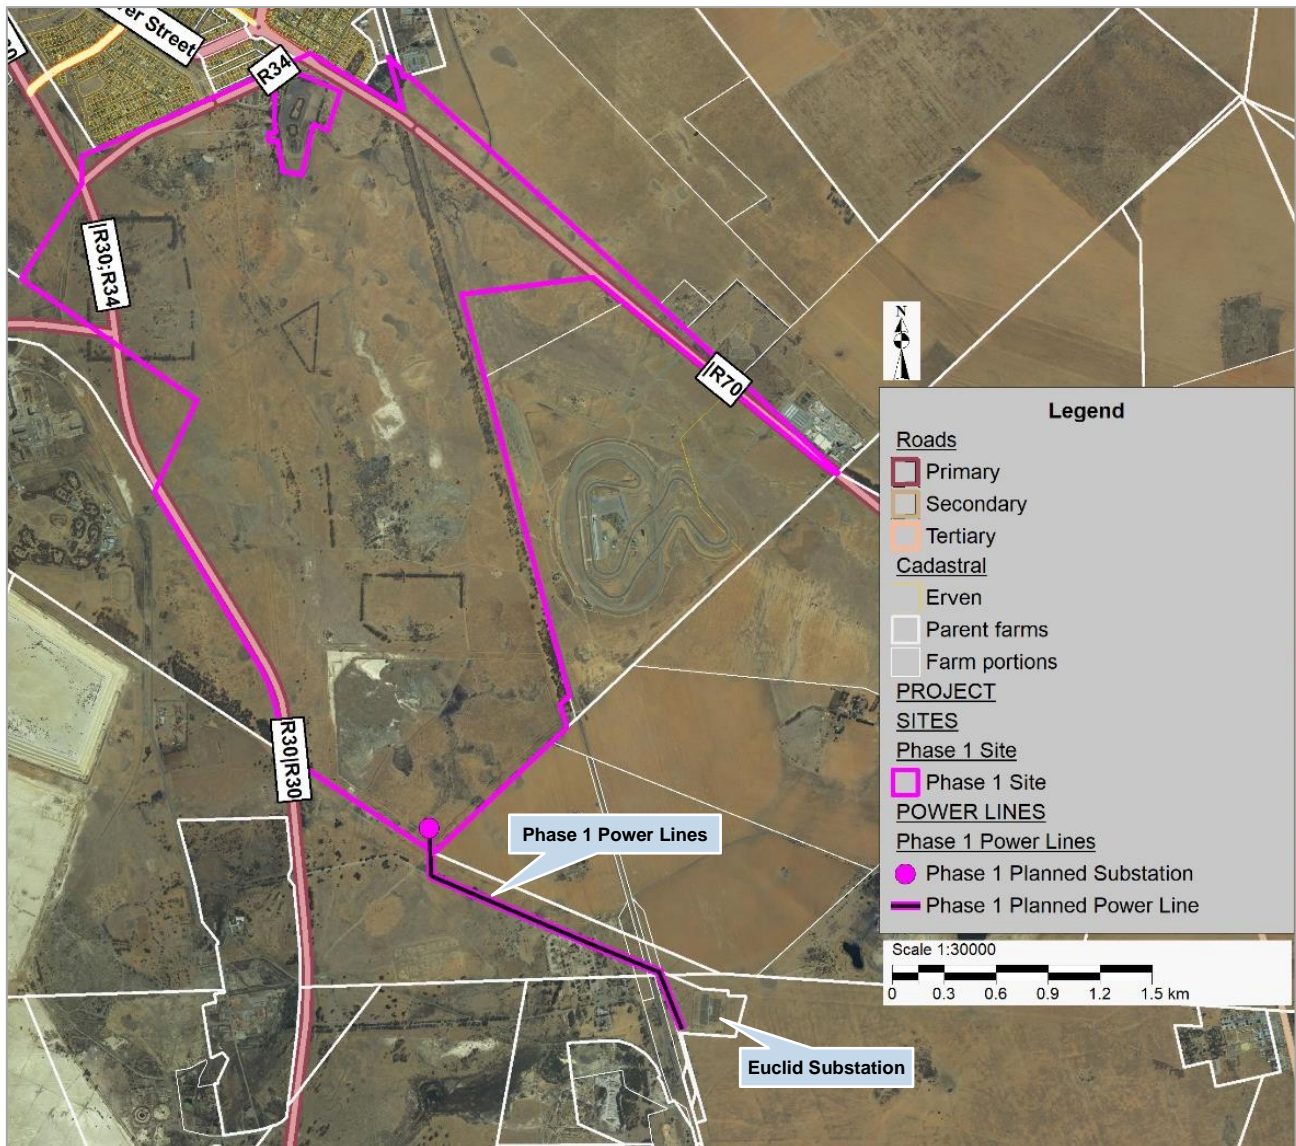 Street
R34
|R30;R34
|R70
R30|R30
Phase 1 Power Lines
Euclid Substation
N
Legend
Roads
Primary
Secondary
Tertiary
Cadastral
Erven
Parent farms
Farm portions
PROJECT
SITES
Phase 1 Site
Phase 1 Site
POWER LINES
Phase 1 Power Lines
Phase 1 Planned Substation
Phase 1 Planned Power Line
Scale 1:30000
0 0.3 0.6 0.9 1.2 1.5 km